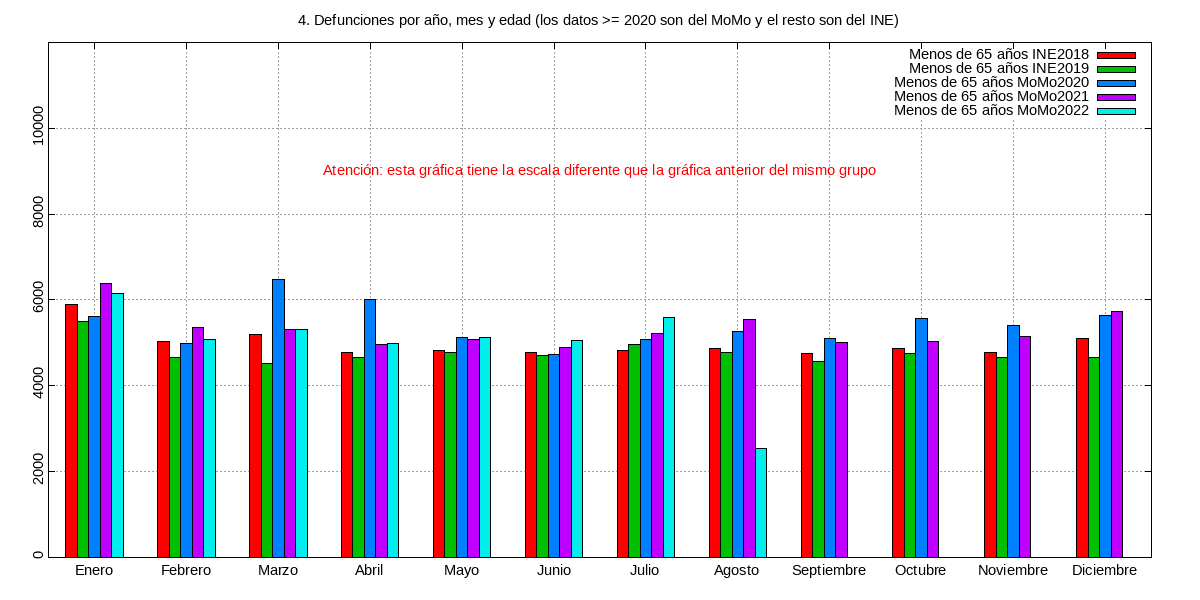 4. Defunciones por año, mes y edad (los datos >= 2020 son del MoMo y el resto son del INE)
Menos de 65 años INE2018
Menos de 65 años INE2019
Menos de 65 años MoMo2020
Menos de 65 años MoMo2021
Menos de 65 años MoMo2022
Atención: esta gráfica tiene la escala diferente que la gráfica anterior del mismo grupo
10000
8000
6000
4000
2000
0
Enero Febrero Marzo Abril Mayo Junio Julio Agosto Septiembre Octubre Noviembre Diciembre